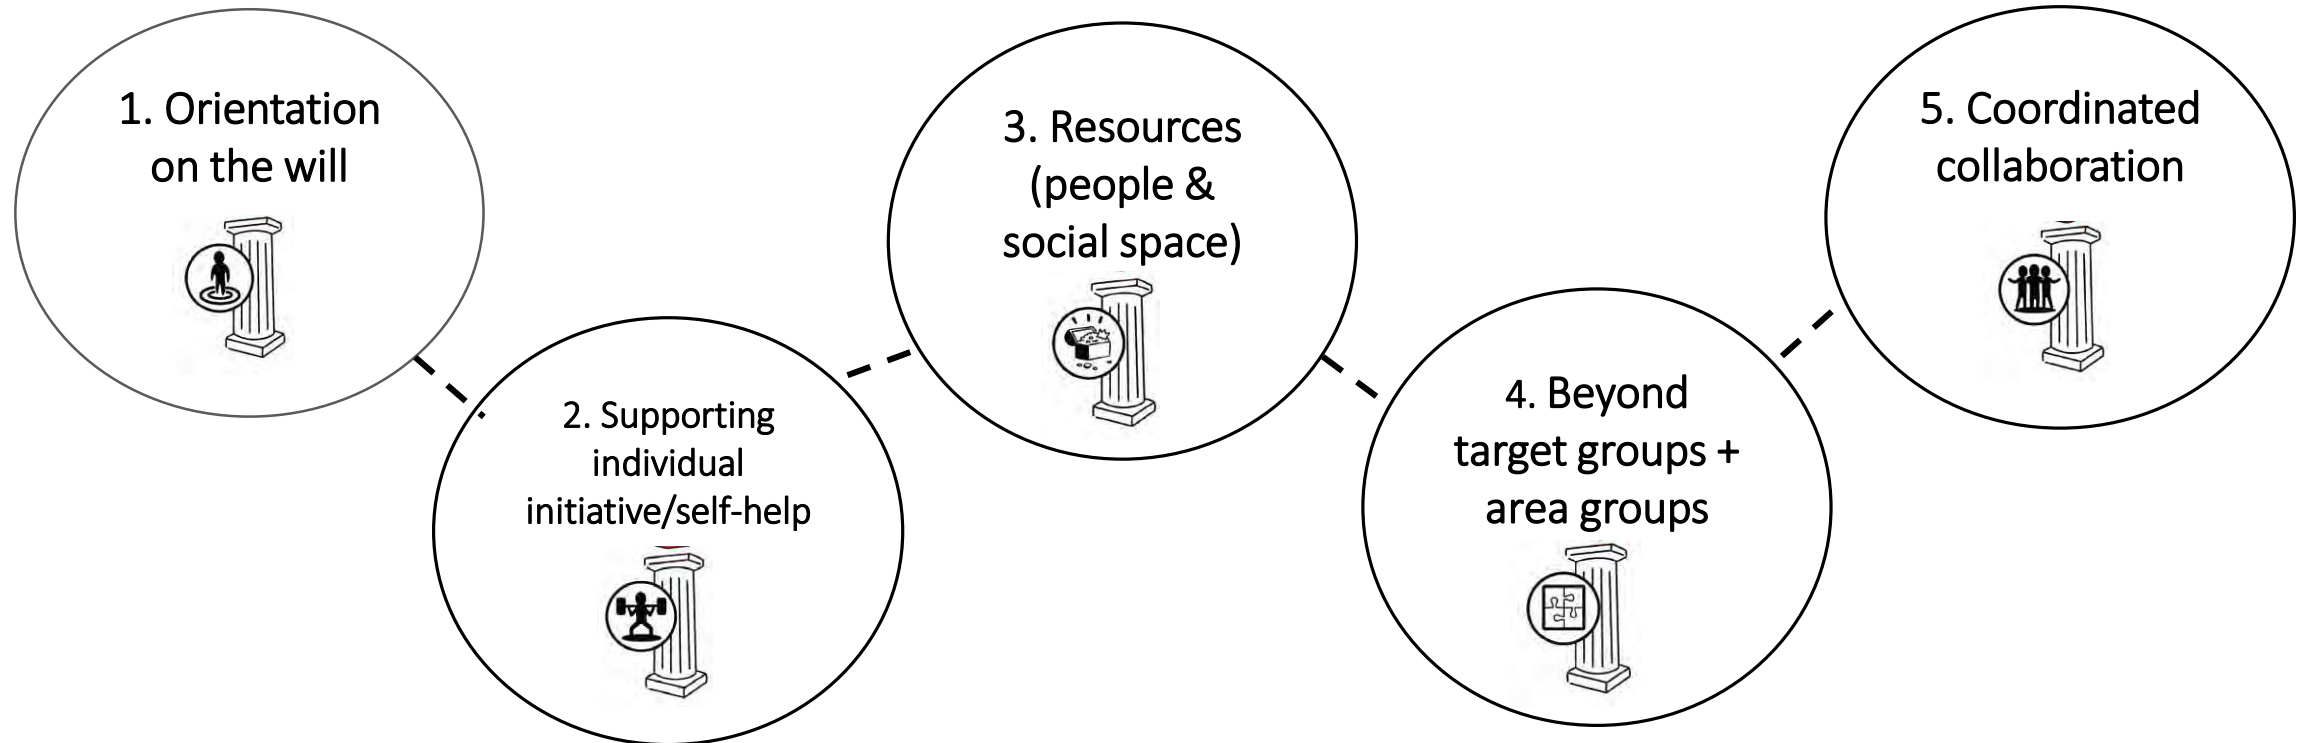 1. Orientation
on the will
2. Supporting
individual
initiative/self-help
3. Resources
(people &
social space)
4. Beyond
target groups +
area groups
5. Coordinated
collaboration